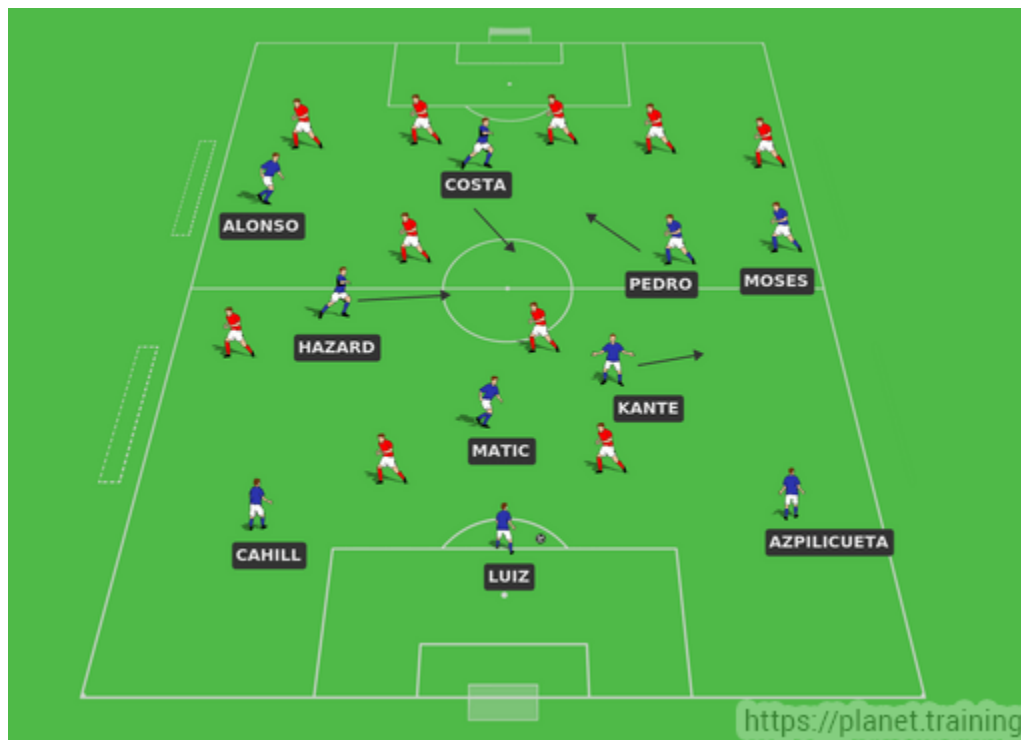 COSTA
ALONSO
PEDRO
MOSES
HAZARD
KANTE
MATIC
CAHILL
AZPILICUETA
LUIZ
https://planet.training